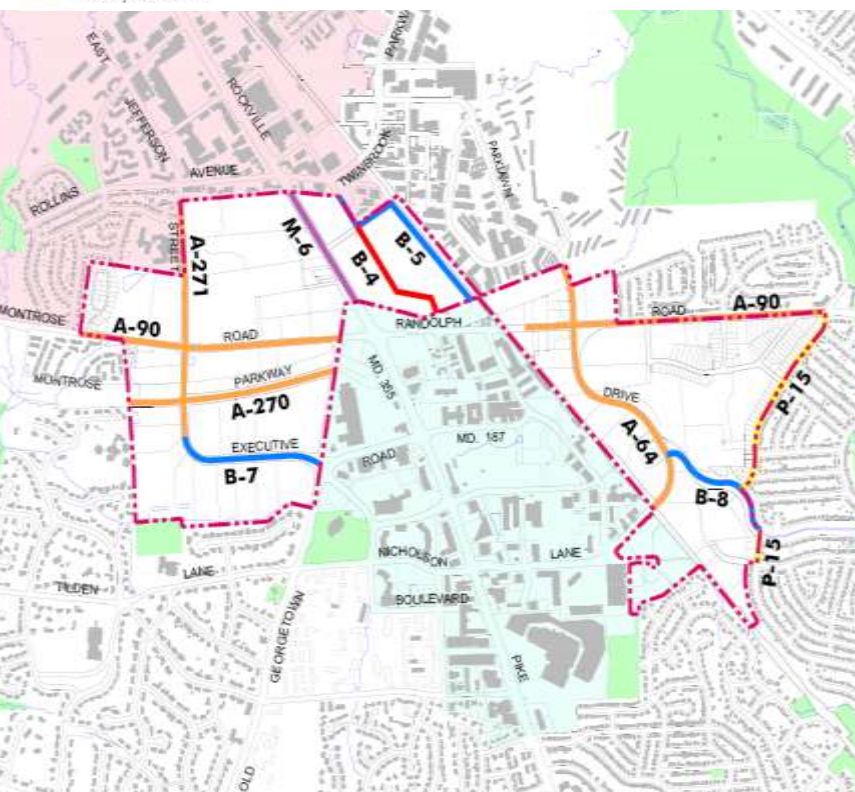 EAST
JEFFERSON
STREET
ROCKVILLE
PARKWAY
TWINBROOK
PARKLAWN
ROLLINS
AVENUE
A-271
M-6
B-4
B-5
MONTROSE
A-90
ROAD
RANDOLPH
ROAD
A-90
MONTROSE
PARKWAY
A-270
MD. 355
DRIVE
P-15
EXECUTIVE
B-7
ROAD
MD. 187
A-64
B-8
NICHOLSON
LANE
P-15
TILDEN
LANE
BOULEVARD
GEORGETOWN
PIKE
OLD